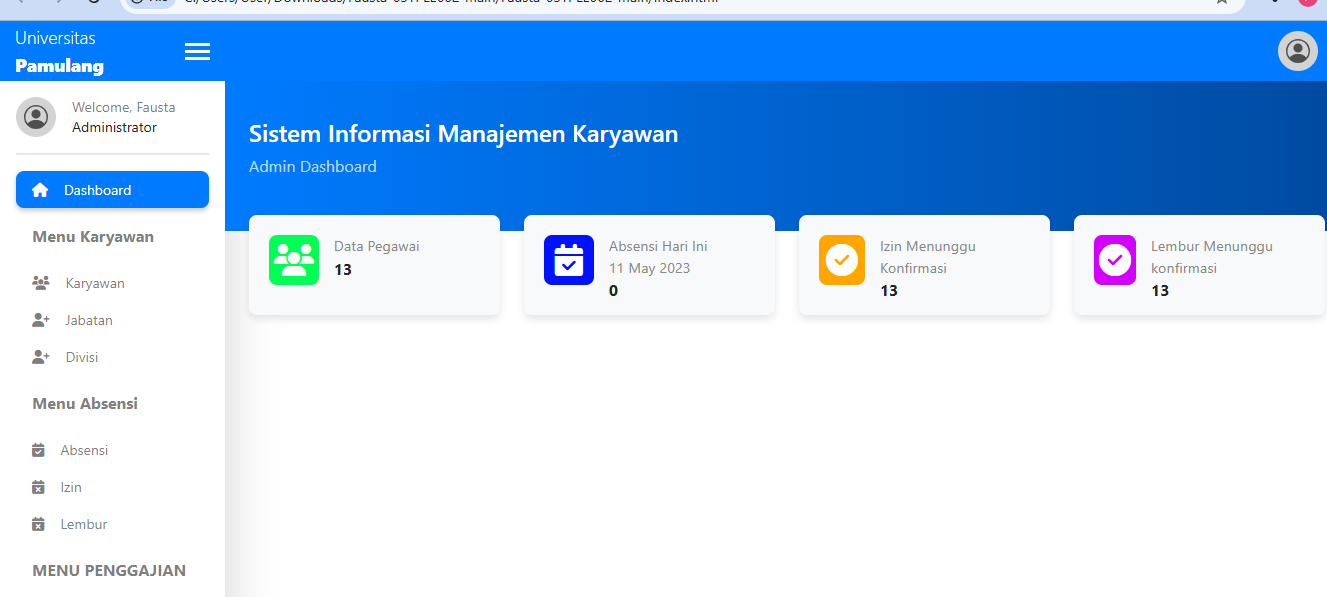 Universitas
Pamulang
Welcome, Fausta
Administrator
Dashboard
Menu Karyawan
Karyawan
Jabatan
Divisi
Menu Absensi
Absensi
Izin
Lembur
MENU PENGGAJIAN
Sistem Informasi Manajemen Karyawan
Admin Dashboard
Data Pegawai
13
Absensi Hari Ini
11 May 2023
0
Izin Menunggu
Konfirmasi
13
Lembur Menunggu
konfirmasi
13